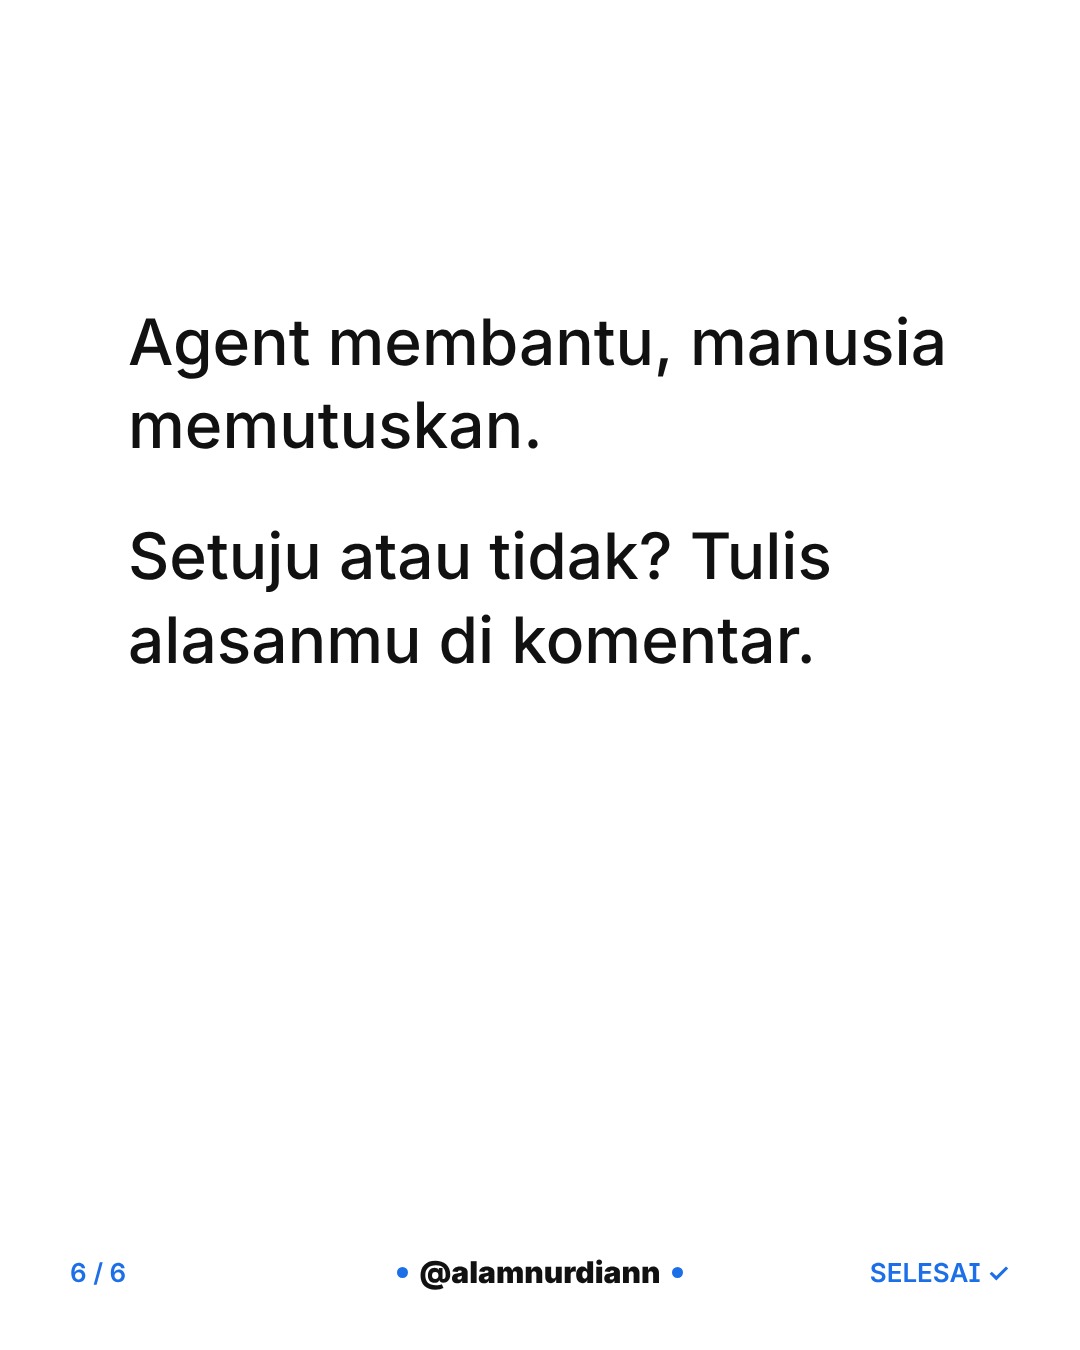 Agent membantu, manusia
memutuskan.
Setuju atau tidak? Tulis
alasanmu di komentar.
6 / 6
• @alamnurdiann •
SELESAI ✓